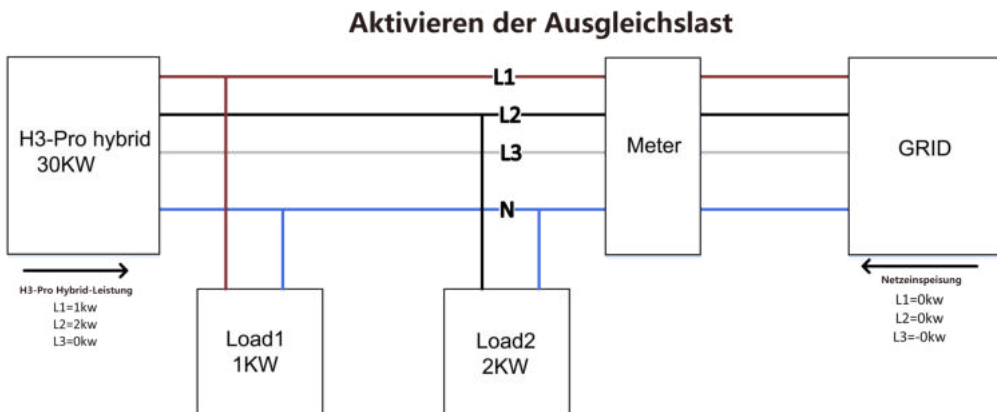 Aktivieren der Ausgleichslast
H3-Pro hybrid
30KW
L1
L2
L3
N
Meter
GRID
H3-Pro Hybrid-Leistung
L1=1kw
L2=2kw
L3=0kw
Load1
1KW
Load2
2KW
Netzeinspeisung
L1=0kw
L2=0kw
L3=-0kw